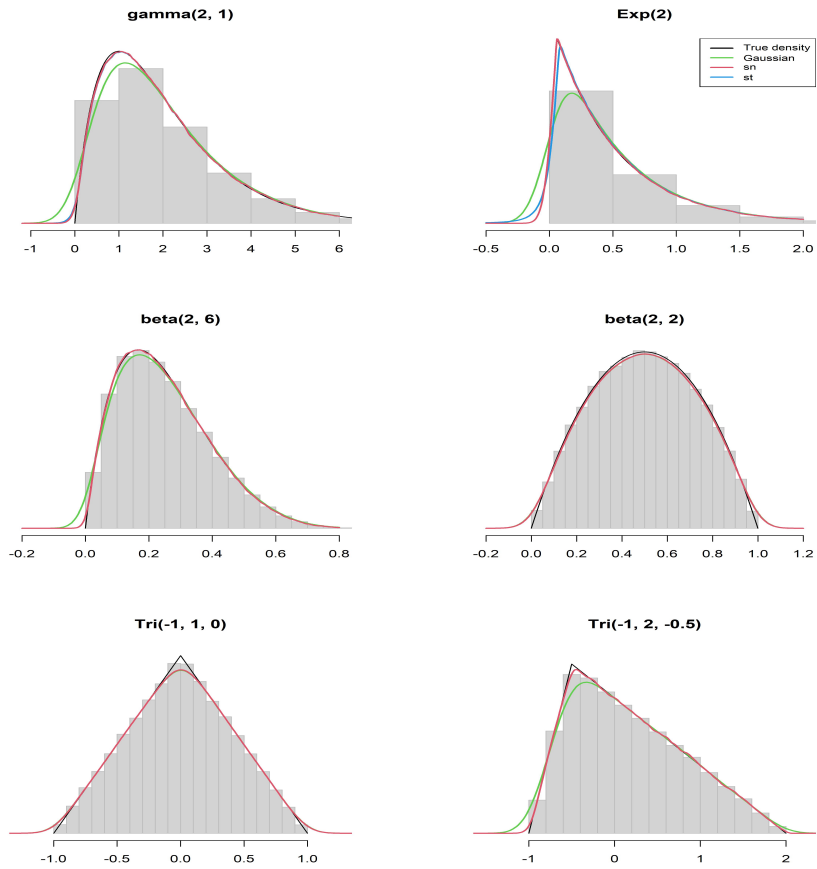 gamma(2, 1)
Exp(2)
True density
Gaussian
sn
st
-1 0 1 2 3 4 5 6
-0.5 0.0 0.5 1.0 1.5 2.0
beta(2, 6)
beta(2, 2)
-0.2 0.0 0.2 0.4 0.6 0.8
-0.2 0.0 0.2 0.4 0.6 0.8 1.0 1.2
Tri(-1, 1, 0)
Tri(-1, 2, -0.5)
-1.0 -0.5 0.0 0.5 1.0
-1 0 1 2